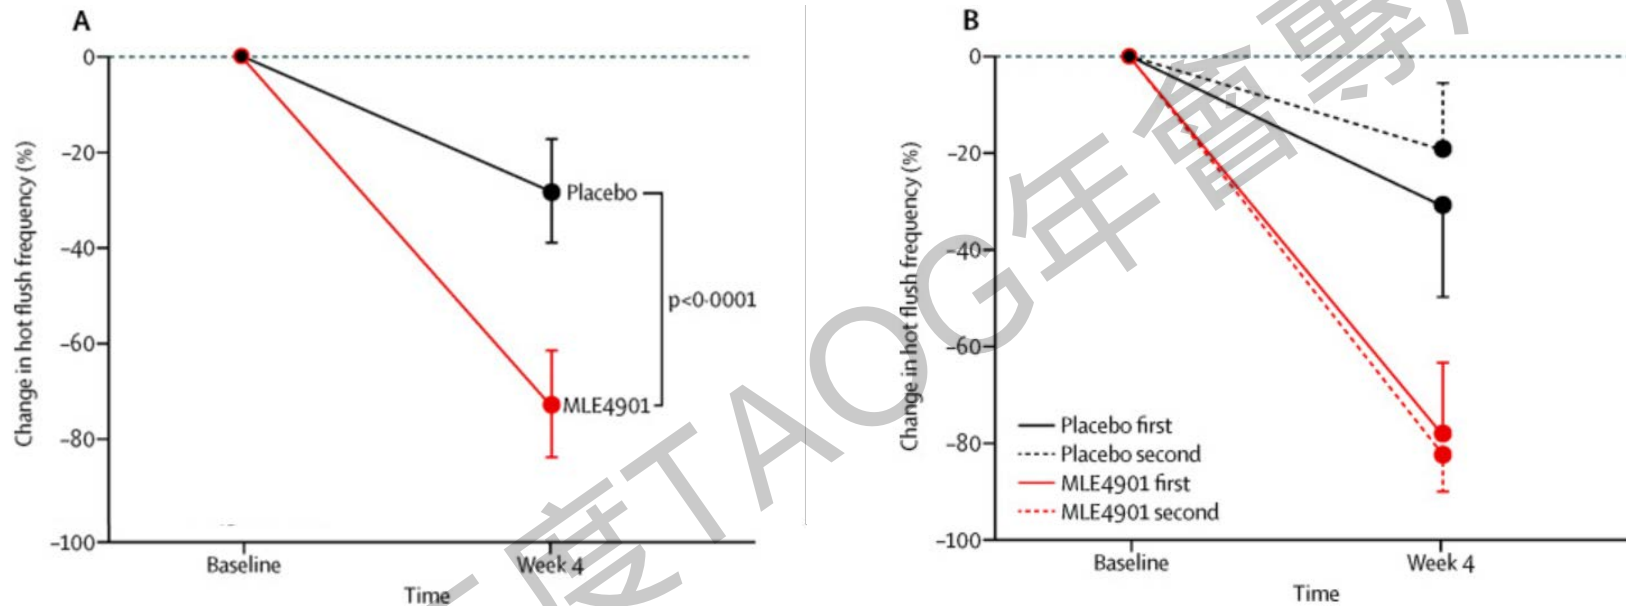 A
0
–20
–40
–60
–80
–100
Change in hot flush frequency (%)
Placebo
MLE4901
p<0·0001
Baseline
Week 4
Time
B
0
–20
–40
–60
–80
–100
Change in hot flush frequency (%)
Placebo first
Placebo second
MLE4901 first
MLE4901 second
Baseline
Week 4
Time
度TAOG年會專